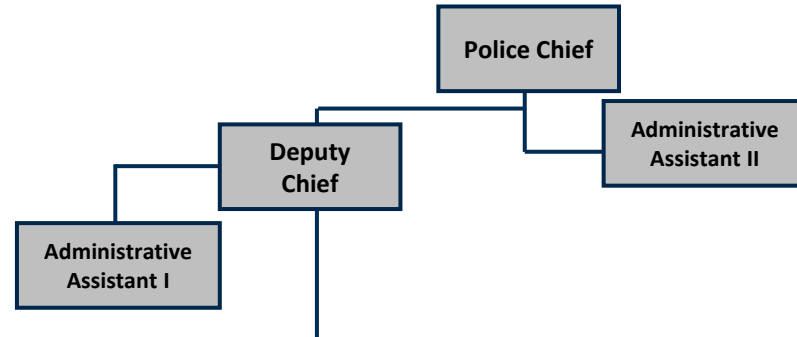 Police Chief
Administrative
Assistant II
Deputy
Chief
Administrative
Assistant I